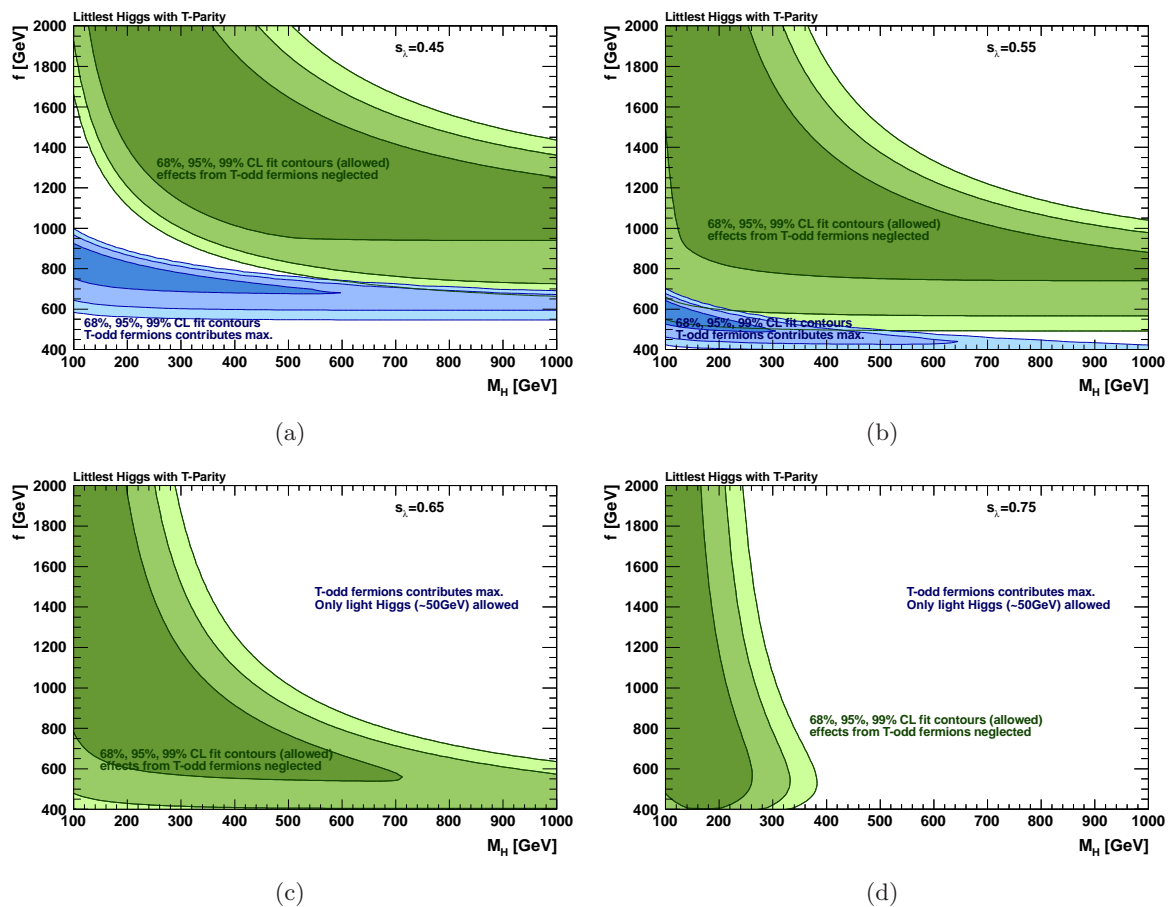 Littlest Higgs with T-Parity
f [GeV]
2000
1800
1600
1400
1200
1000
800
600
400
s_λ=0.45
68%, 95%, 99% CL fit contours (allowed)
effects from T-odd fermions neglected
68%, 95%, 99% CL fit contours
T-odd fermions contributes max.
100 200 300 400 500 600 700 800 900 1000
M_H [GeV]
(a)
Littlest Higgs with T-Parity
f [GeV]
2000
1800
1600
1400
1200
1000
800
600
400
s_λ=0.55
68%, 95%, 99% CL fit contours (allowed)
effects from T-odd fermions neglected
68%, 95%, 99% CL fit contours
T-odd fermions contributes max.
100 200 300 400 500 600 700 800 900 1000
M_H [GeV]
(b)
Littlest Higgs with T-Parity
f [GeV]
2000
1800
1600
1400
1200
1000
800
600
400
s_λ=0.65
T-odd fermions contributes max.
Only light Higgs (~50GeV) allowed
68%, 95%, 99% CL fit contours (allowed)
effects from T-odd fermions neglected
100 200 300 400 500 600 700 800 900 1000
M_H [GeV]
(c)
Littlest Higgs with T-Parity
f [GeV]
2000
1800
1600
1400
1200
1000
800
600
400
s_λ=0.75
T-odd fermions contributes max.
Only light Higgs (~50GeV) allowed
68%, 95%, 99% CL fit contours (allowed)
effects from T-odd fermions neglected
100 200 300 400 500 600 700 800 900 1000
M_H [GeV]
(d)